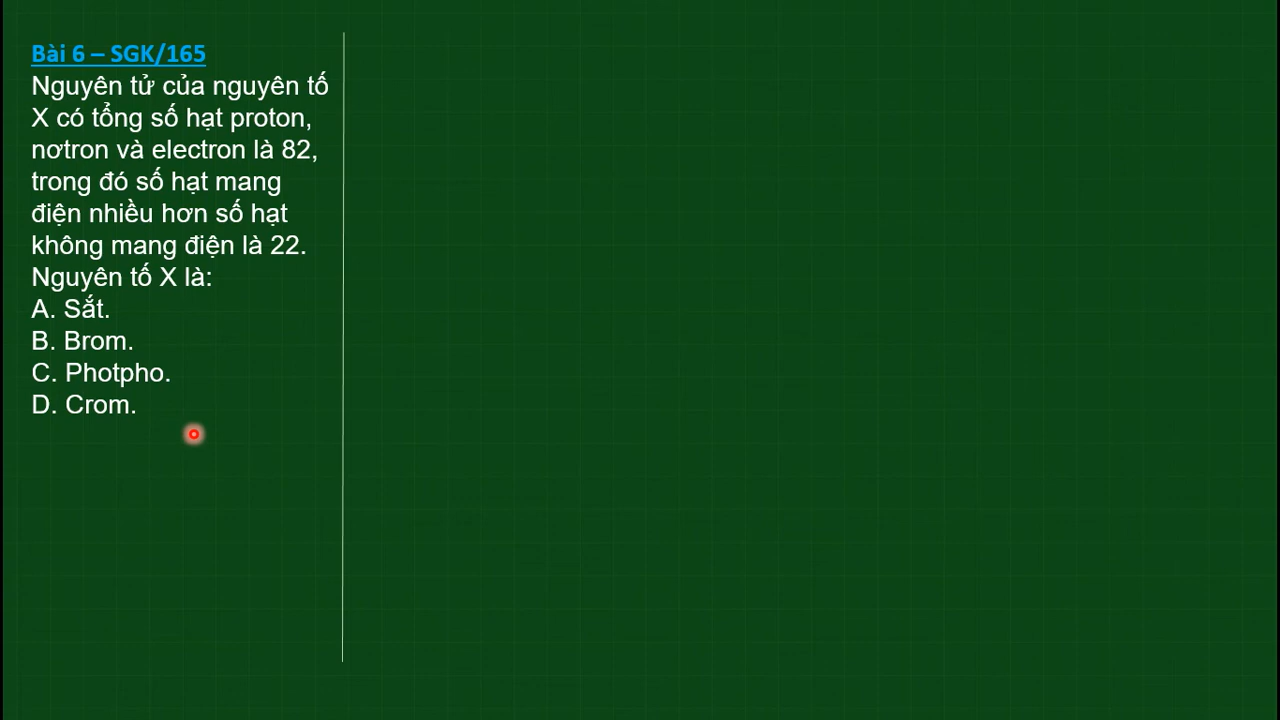 Bài 6 – SGK/165
Nguyên tử của nguyên tố
X có tổng số hạt proton,
nơtron và electron là 82,
trong đó số hạt mang
điện nhiều hơn số hạt
không mang điện là 22.
Nguyên tố X là:
A. Sắt.
B. Brom.
C. Photpho.
D. Crom.